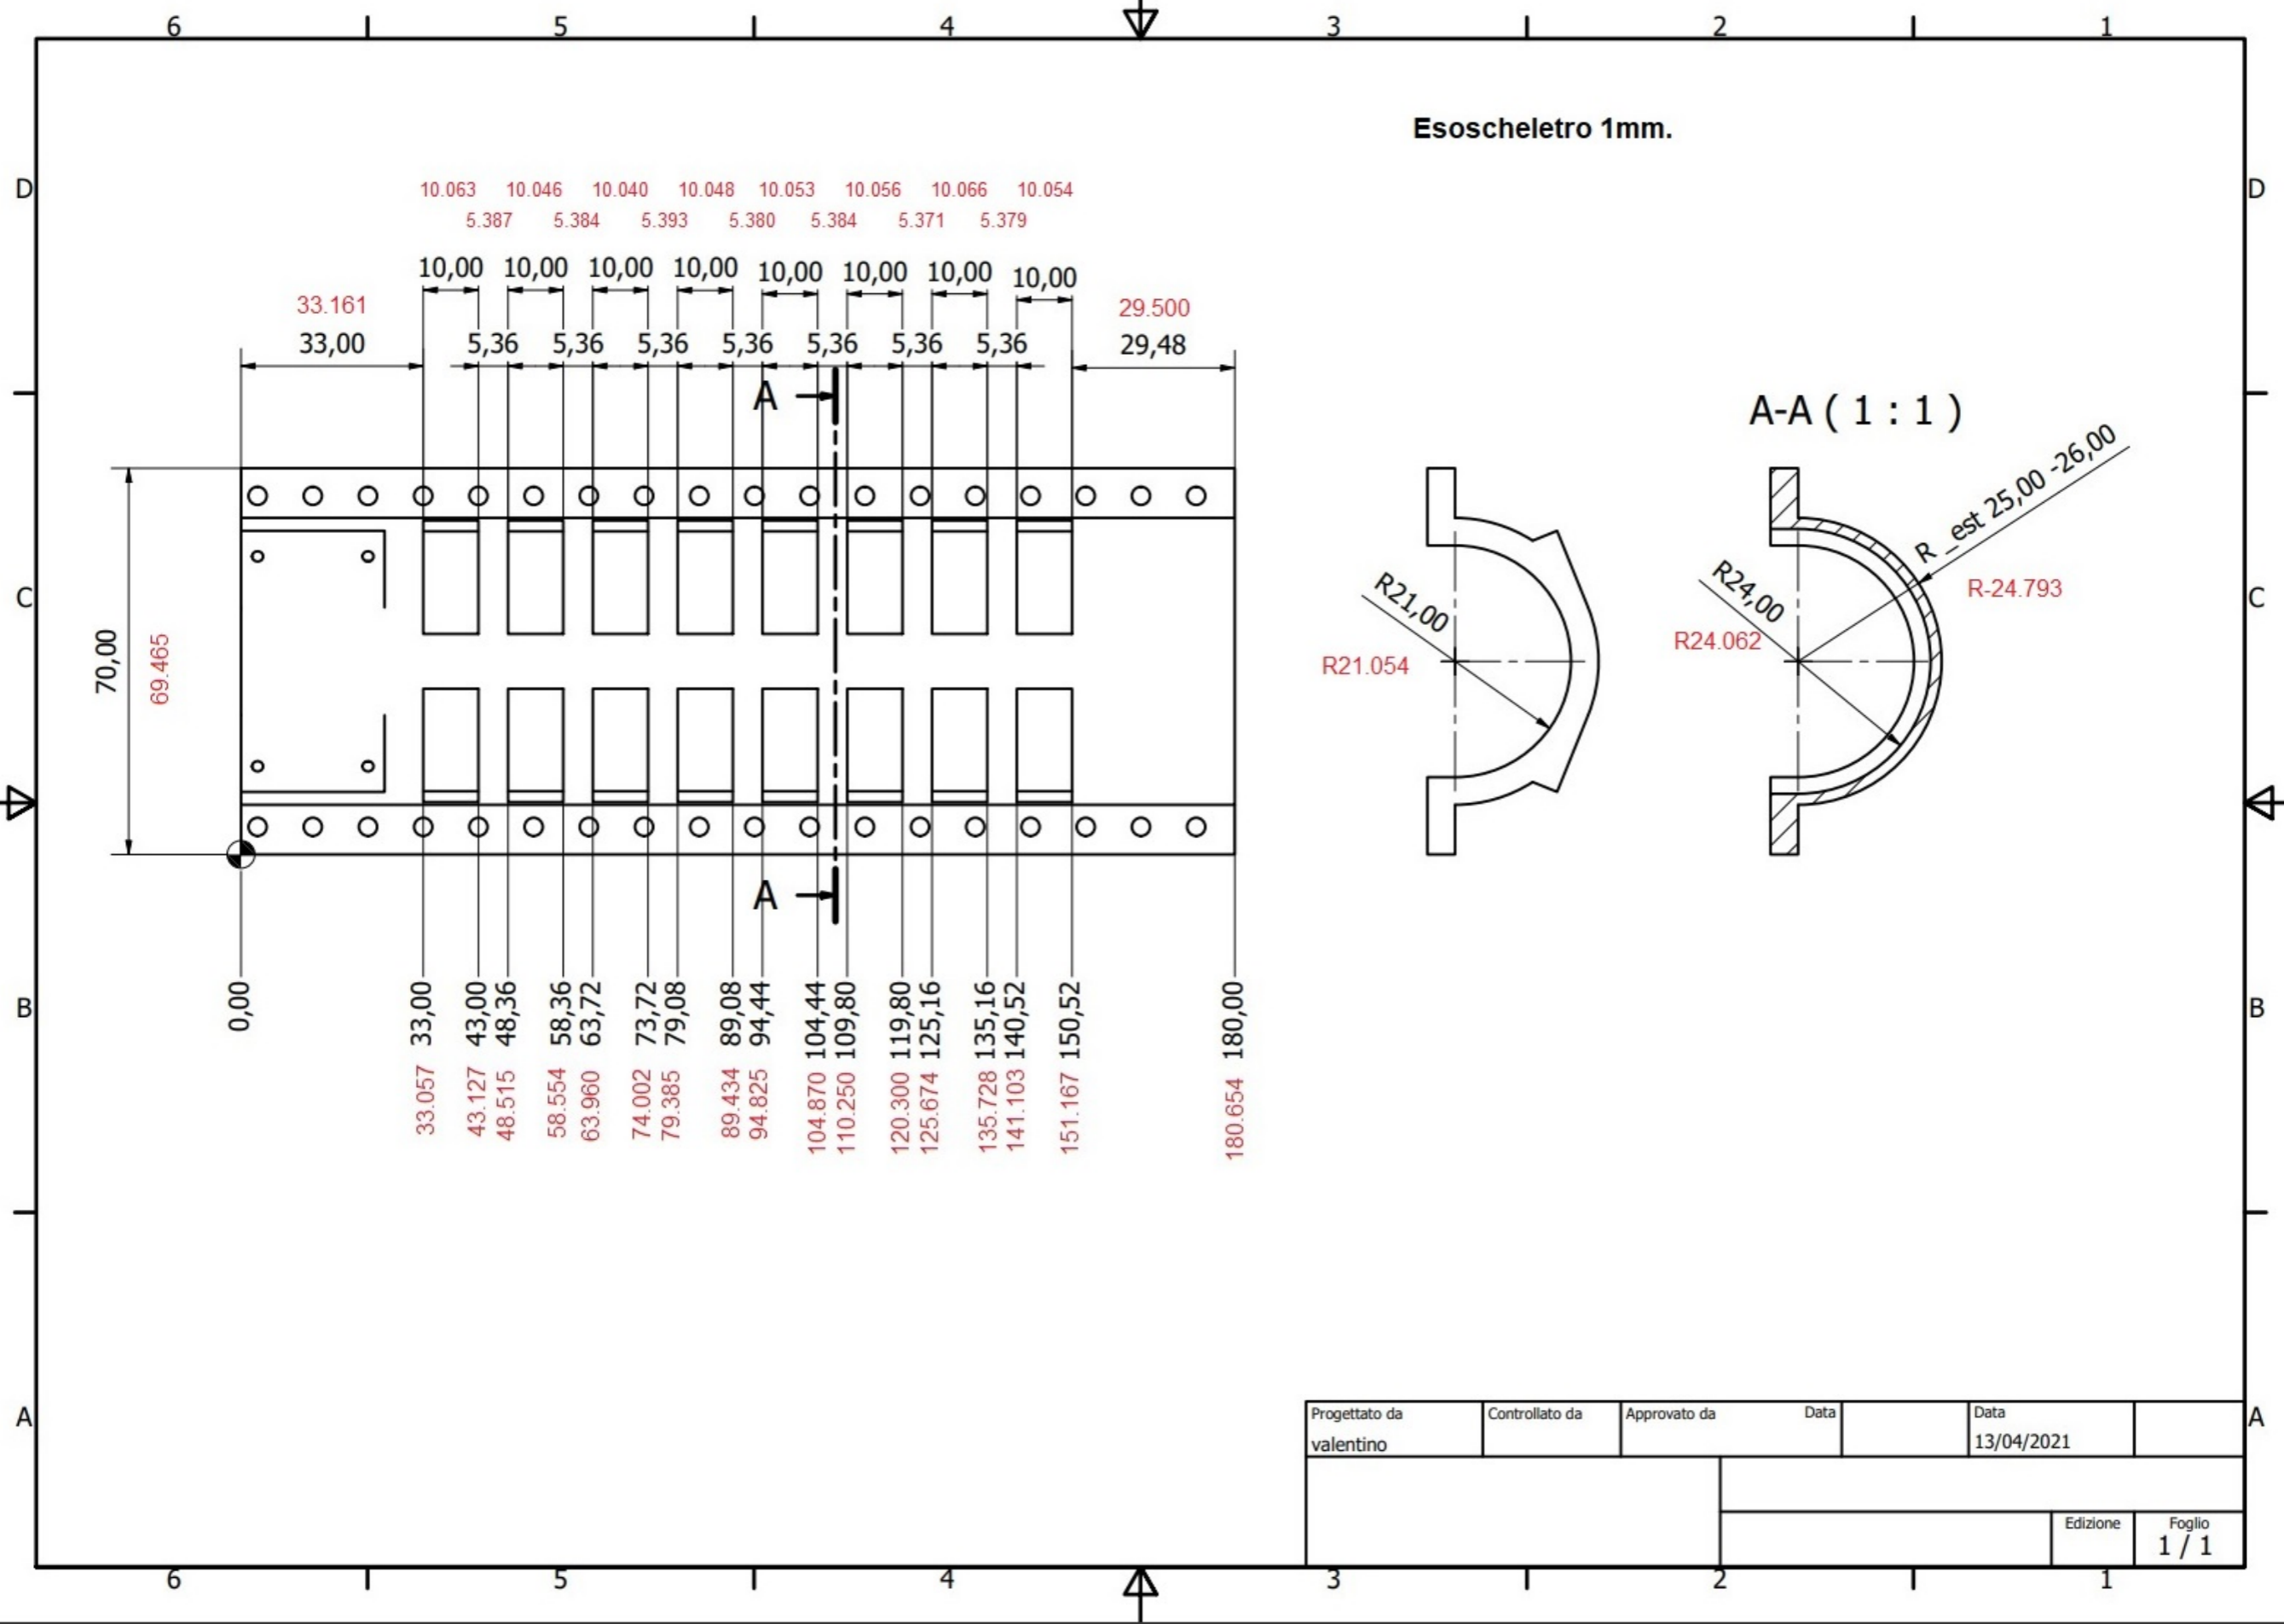 6 5 4 3 2 1
Esoscheletro 1mm.
D D
10.063 10.046 10.040 10.048 10.053 10.056 10.066 10.054
5.387 5.384 5.393 5.380 5.384 5.371 5.379
10,00 10,00 10,00 10,00 10,00 10,00 10,00 10,00
33.161 29.500
33,00 5,36 5,36 5,36 5,36 5,36 5,36 5,36 29,48
A
A-A ( 1 : 1 )
R_est 25,00 -26,00
R-24.793
R24,00
R24.062
R21,00
R21.054
C C
70,00
69.465
A
0,00 33,00 43,00 48,36 58,36 63,72 73,72 79,08 89,08 94,44 104,44 109,80 119,80 125,16 135,16 140,52 150,52 180,00
B B
33.057 43.127 48.515 58.554 63.960 74.002 79.385 89.434 94.825 104.870 110.250 120.300 125.674 135.728 141.103 151.167 180.654
A A
Progettato da Controllato da Approvato da Data Data
valentino 13/04/2021
Edizione Foglio
1 / 1
6 5 4 3 2 1